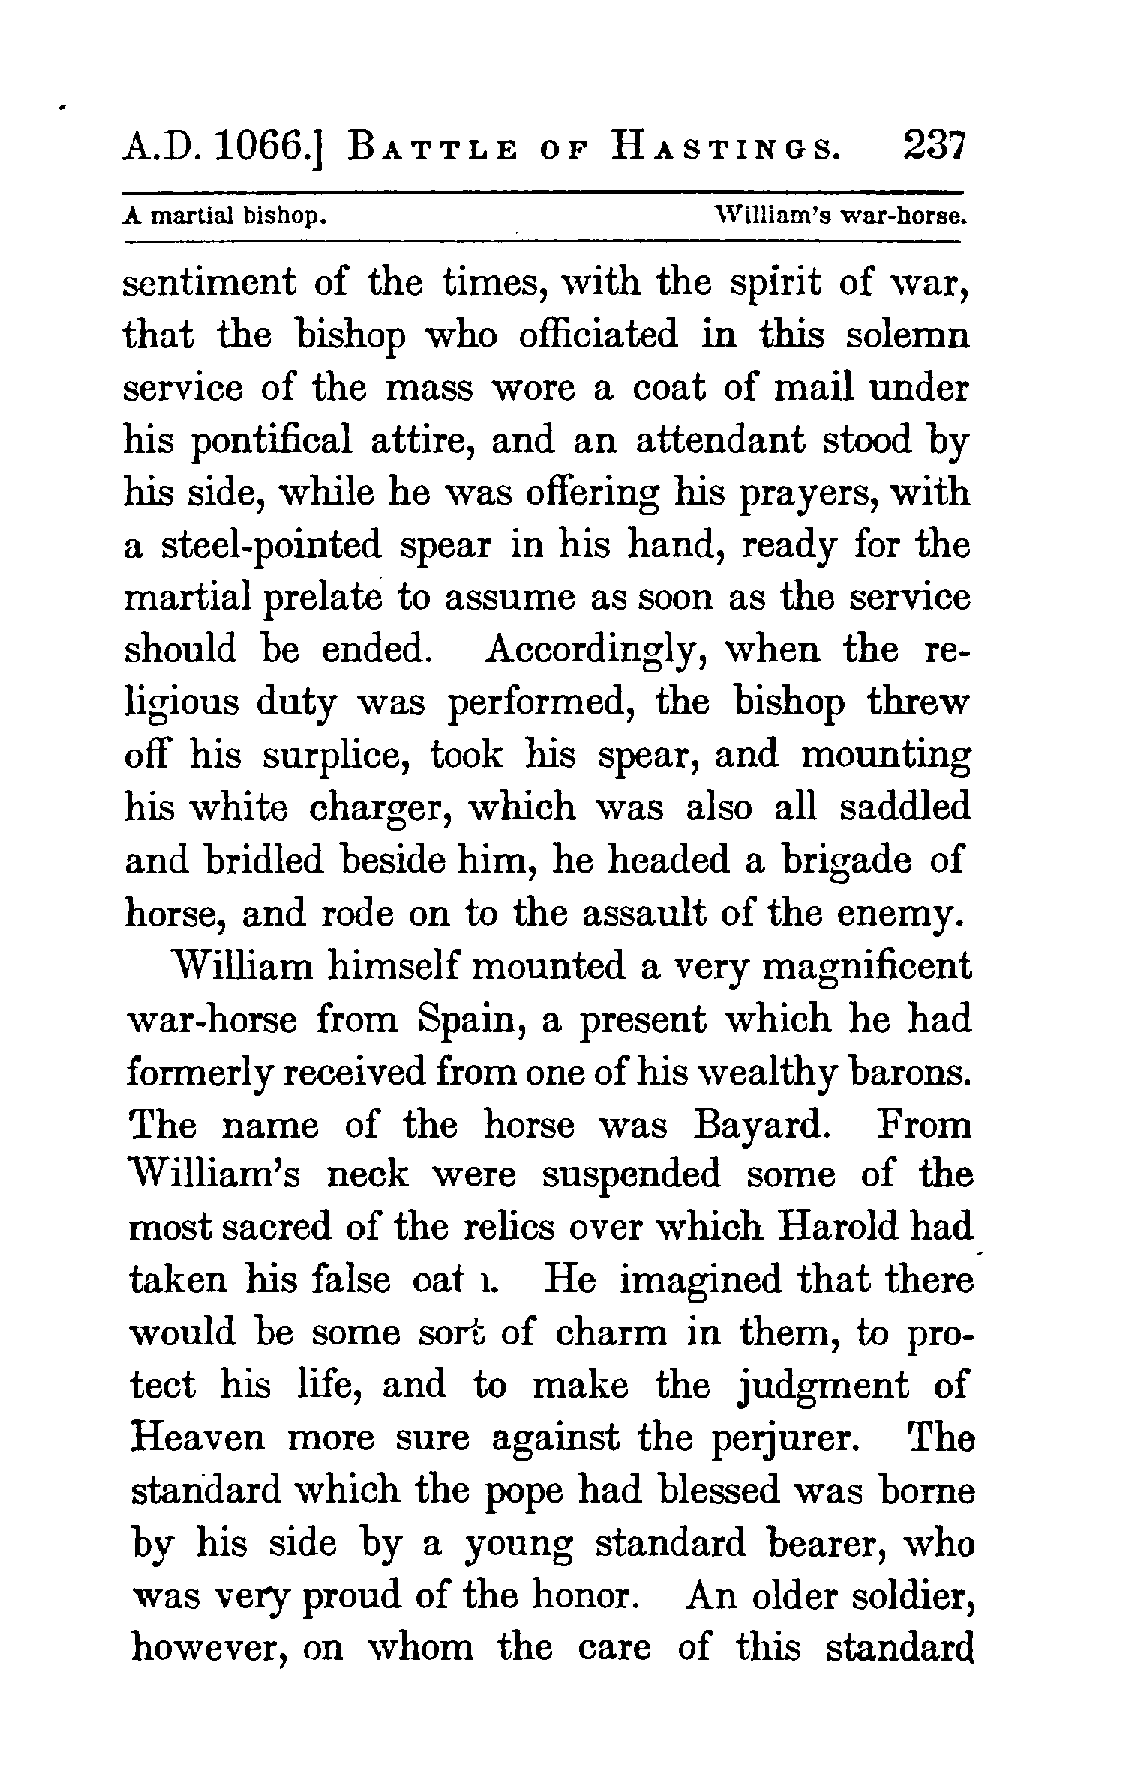 A.D. 1066.] BATTLE OF HASTINGS. 237
A martial bishop. William's war-horse.
sentiment of the times, with the spirit of war,
that the bishop who officiated in this solemn
service of the mass wore a coat of mail under
his pontifical attire, and an attendant stood by
his side, while he was offering his prayers, with
a steel-pointed spear in his hand, ready for the
martial prelate to assume as soon as the service
should be ended. Accordingly, when the re-
ligious duty was performed, the bishop threw
off his surplice, took his spear, and mounting
his white charger, which was also all saddled
and bridled beside him, he headed a brigade of
horse, and rode on to the assault of the enemy.
William himself mounted a very magnificent
war-horse from Spain, a present which he had
formerly received from one of his wealthy barons.
The name of the horse was Bayard. From
William's neck were suspended some of the
most sacred of the relics over which Harold had
taken his false oath. He imagined that there
would be some sort of charm in them, to pro-
tect his life, and to make the judgment of
Heaven more sure against the perjurer. The
standard which the pope had blessed was borne
by his side by a young standard bearer, who
was very proud of the honor. An older soldier,
however, on whom the care of this standard